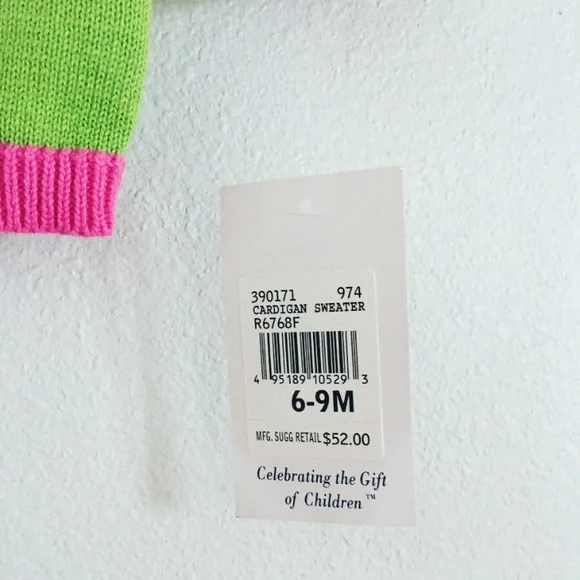 390171 974
CARDIGAN SWEATER
R6768F
4 95189 10529 3
6-9M
MFG. SUGG RETAIL $52.00
Celebrating the Gift
of Children™